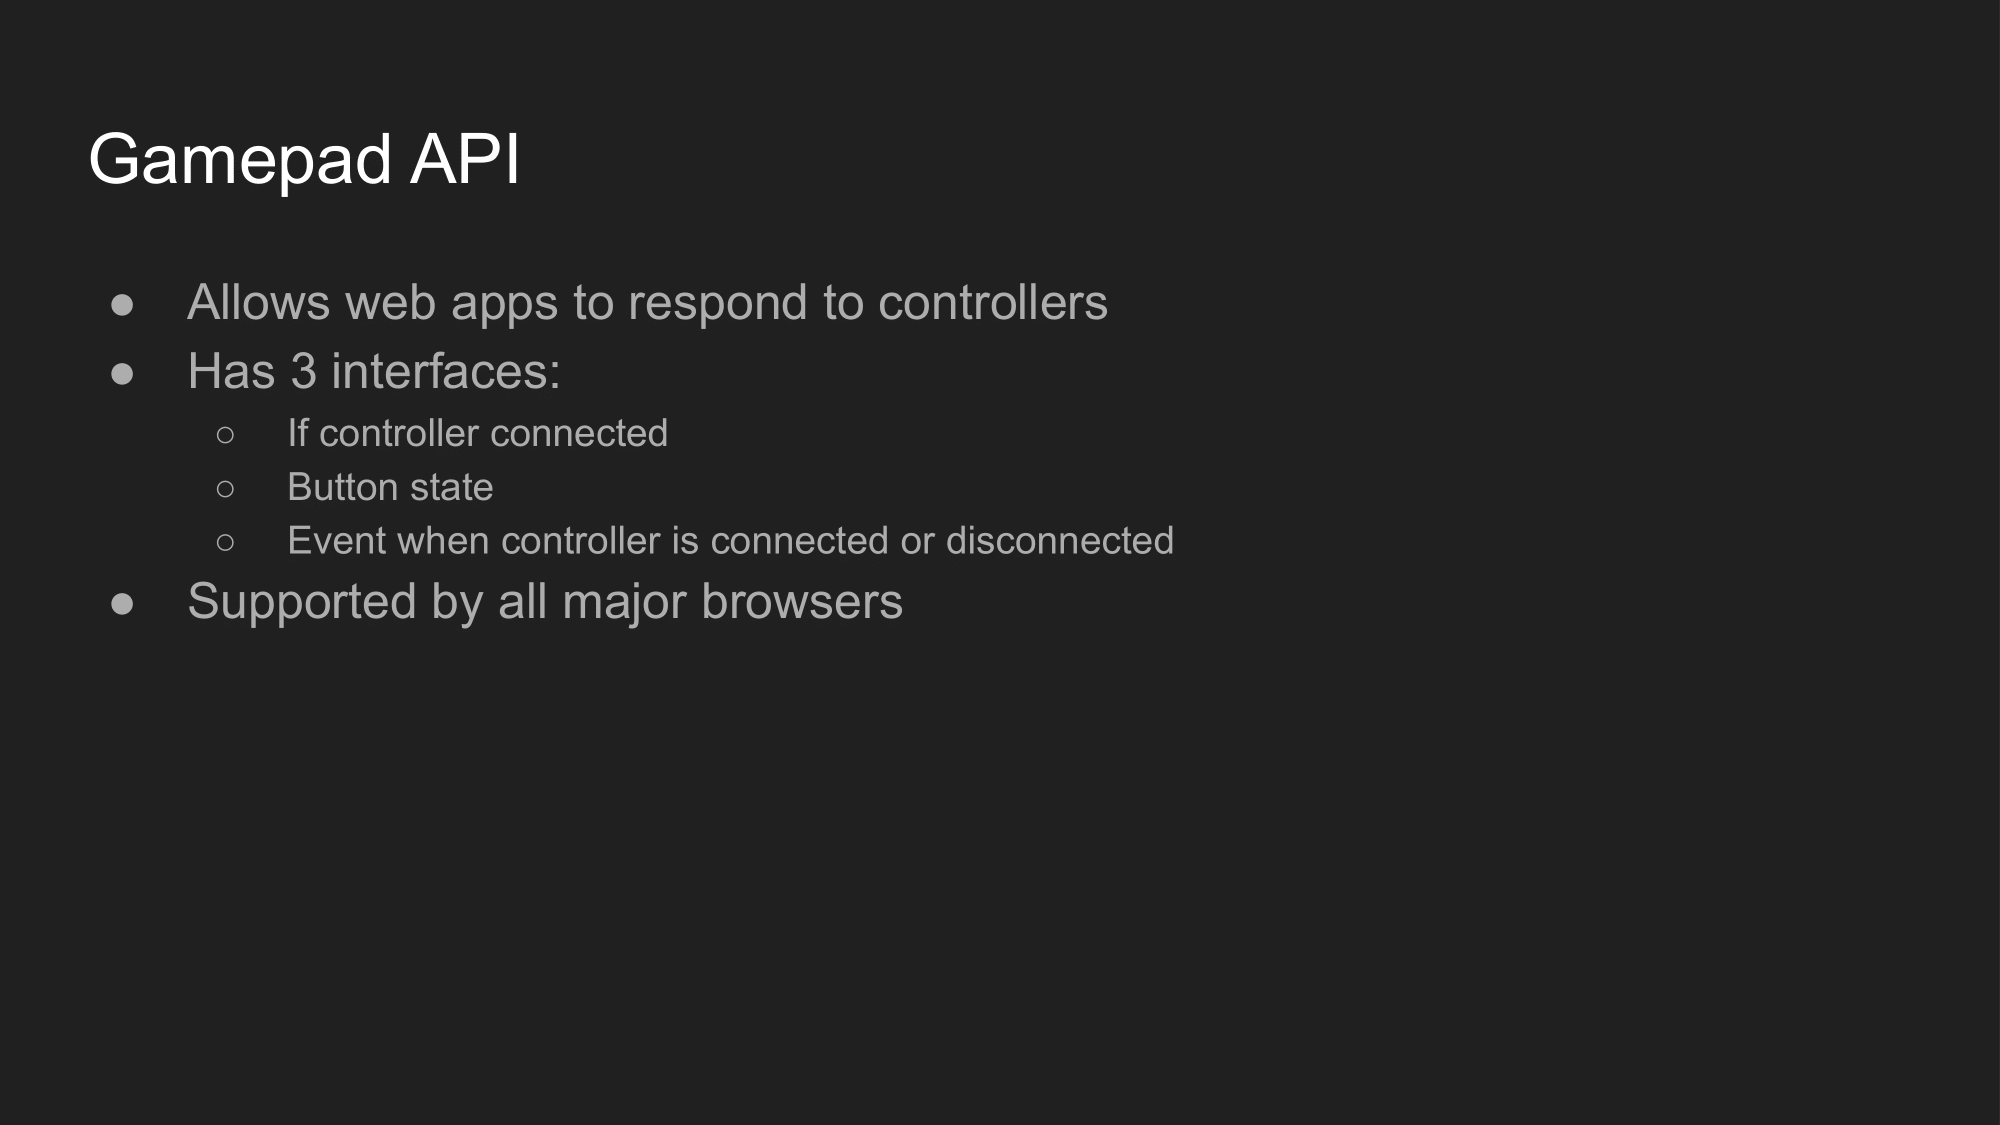 Gamepad API
● Allows web apps to respond to controllers
● Has 3 interfaces:
○ If controller connected
○ Button state
○ Event when controller is connected or disconnected
● Supported by all major browsers